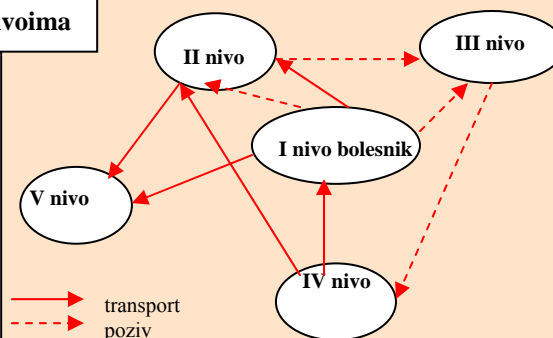 voima
III nivo
II nivo
I nivo bolesnik
V nivo
IV nivo
transport
poziv